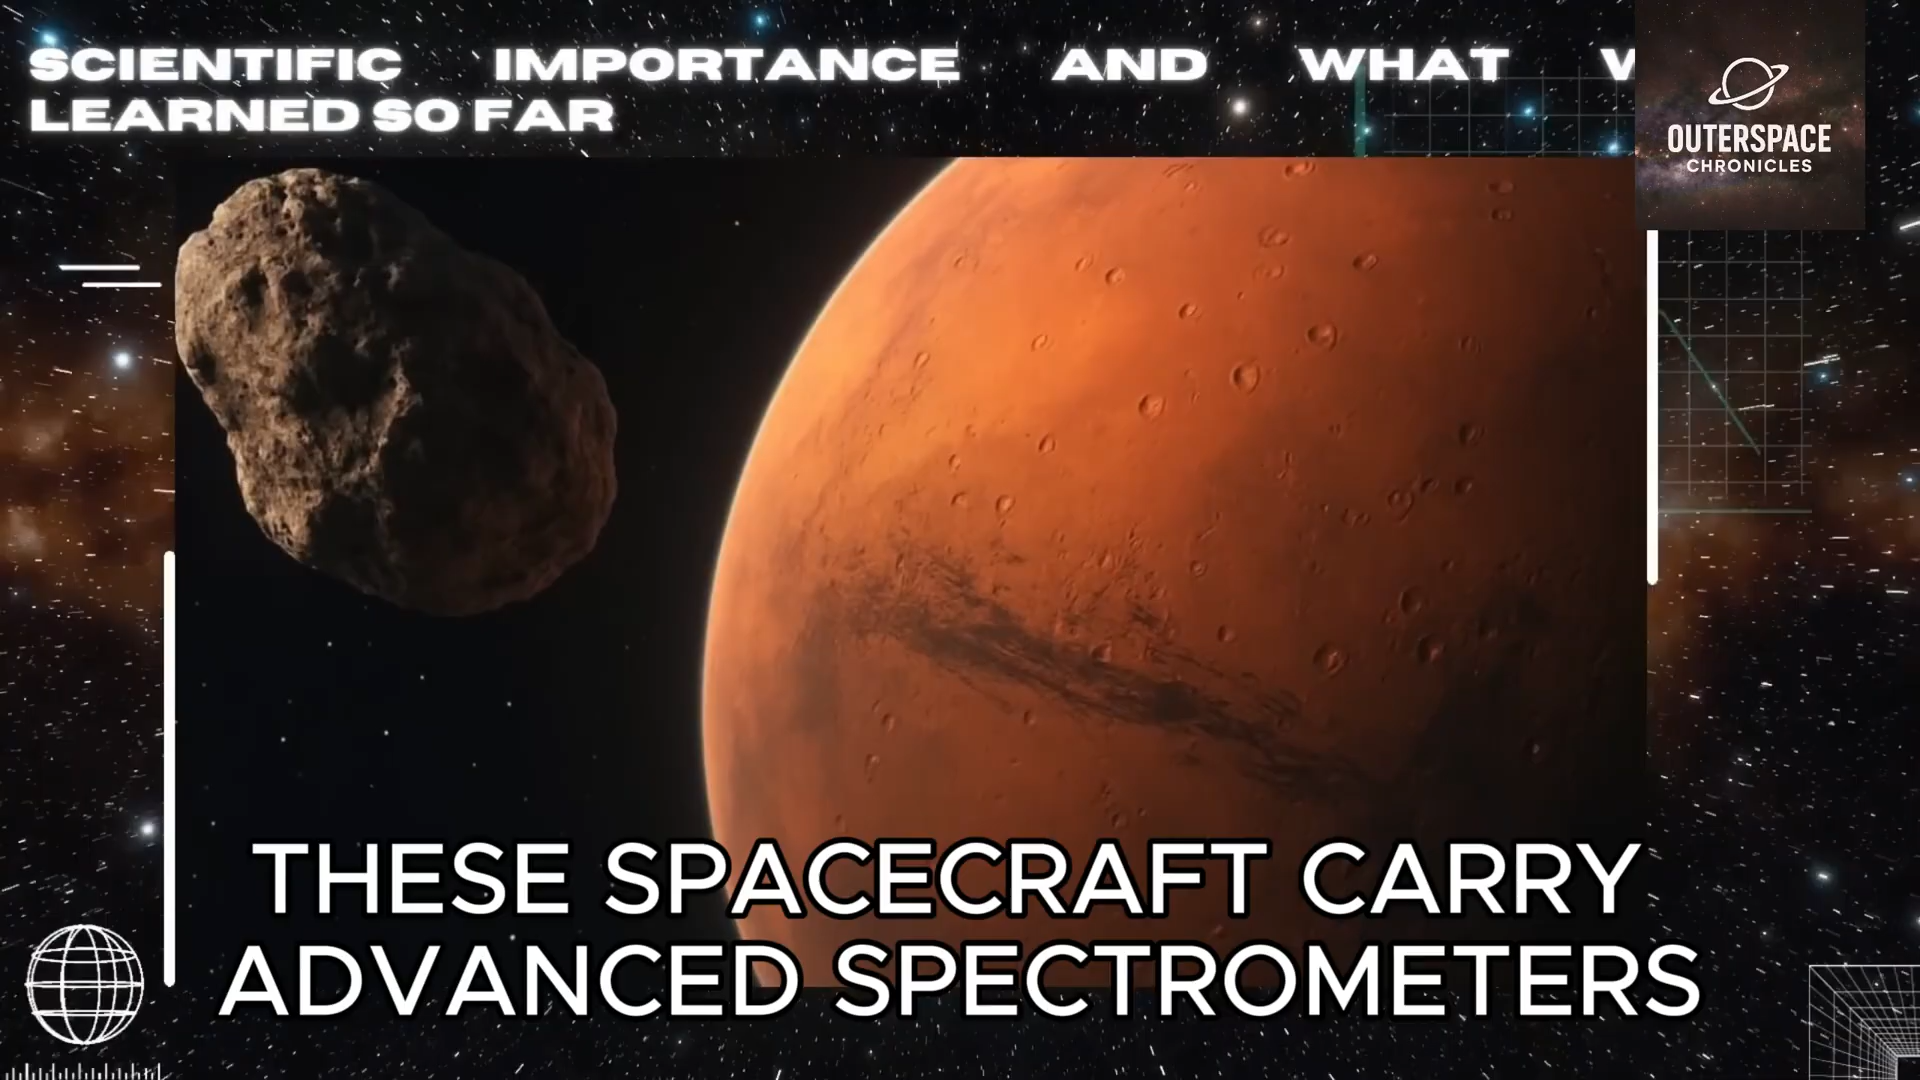 SCIENTIFIC IMPORTANCE AND WHAT
LEARNED SO FAR
OUTERSPACE
CHRONICLES
THESE SPACECRAFT CARRY
ADVANCED SPECTROMETERS